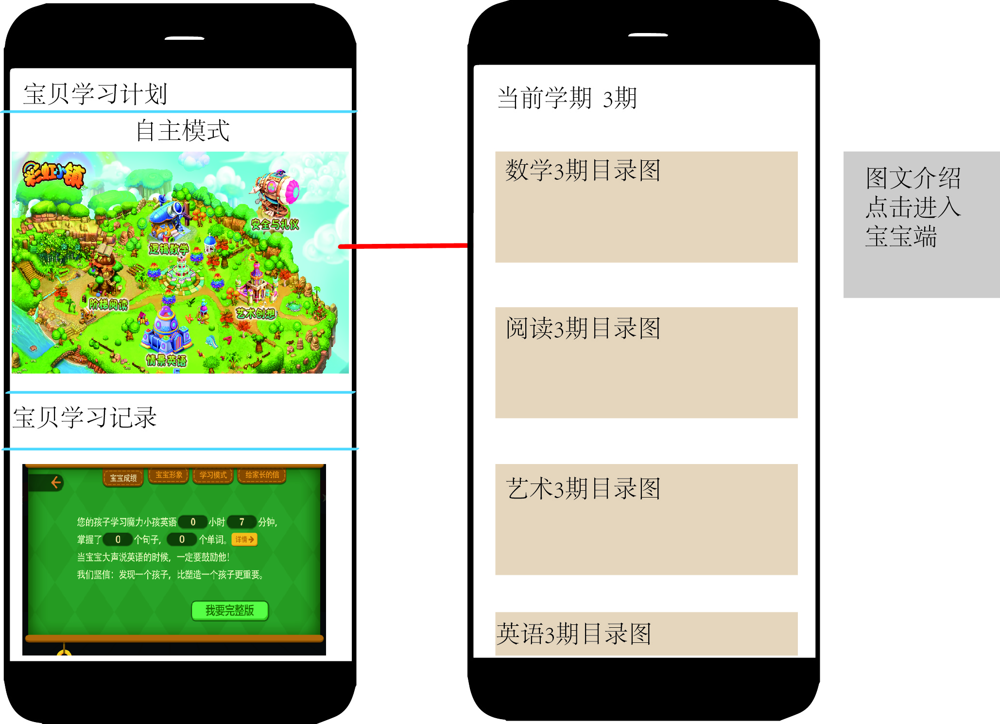 宝贝学习计划
自主模式
彩虹小镇
安全与礼仪
逻辑数学
阶梯阅读
艺术创想
情景英语
宝贝学习记录
宝宝成绩
宝宝形象
学习模式
给家长的信
您的孩子学习魔力小孩英语 0 小时 7 分钟,
掌握了 0 个句子, 0 个单词。 详情→
当宝宝大声说英语的时候, 一定要鼓励他!
我们坚信: 发现一个孩子, 比塑造一个孩子更重要。
我要完整版
当前学期 3期
数学3期目录图
阅读3期目录图
艺术3期目录图
英语3期目录图
图文介绍
点击进入
宝宝端